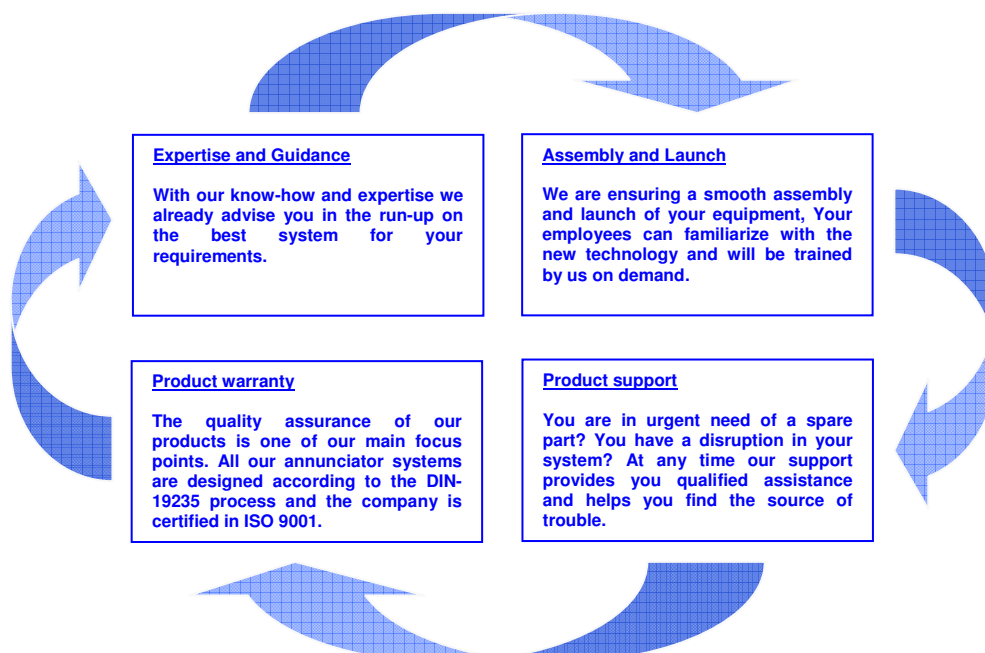 Expertise and Guidance
With our know-how and expertise we
already advise you in the run-up on
the best system for your
requirements.
Assembly and Launch
We are ensuring a smooth assembly
and launch of your equipment, Your
employees can familiarize with the
new technology and will be trained
by us on demand.
Product warranty
The quality assurance of our
products is one of our main focus
points. All our annunciator systems
are designed according to the DIN-
19235 process and the company is
certified in ISO 9001.
Product support
You are in urgent need of a spare
part? You have a disruption in your
system? At any time our support
provides you qualified assistance
and helps you find the source of
trouble.